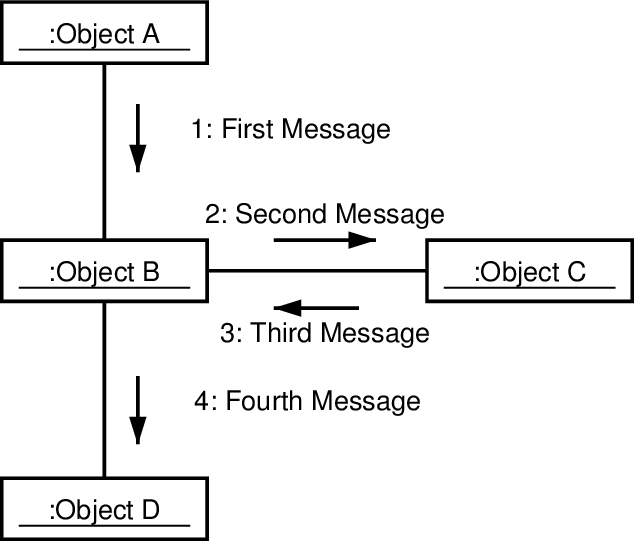 :Object A
1: First Message
2: Second Message
:Object B
:Object C
3: Third Message
4: Fourth Message
:Object D